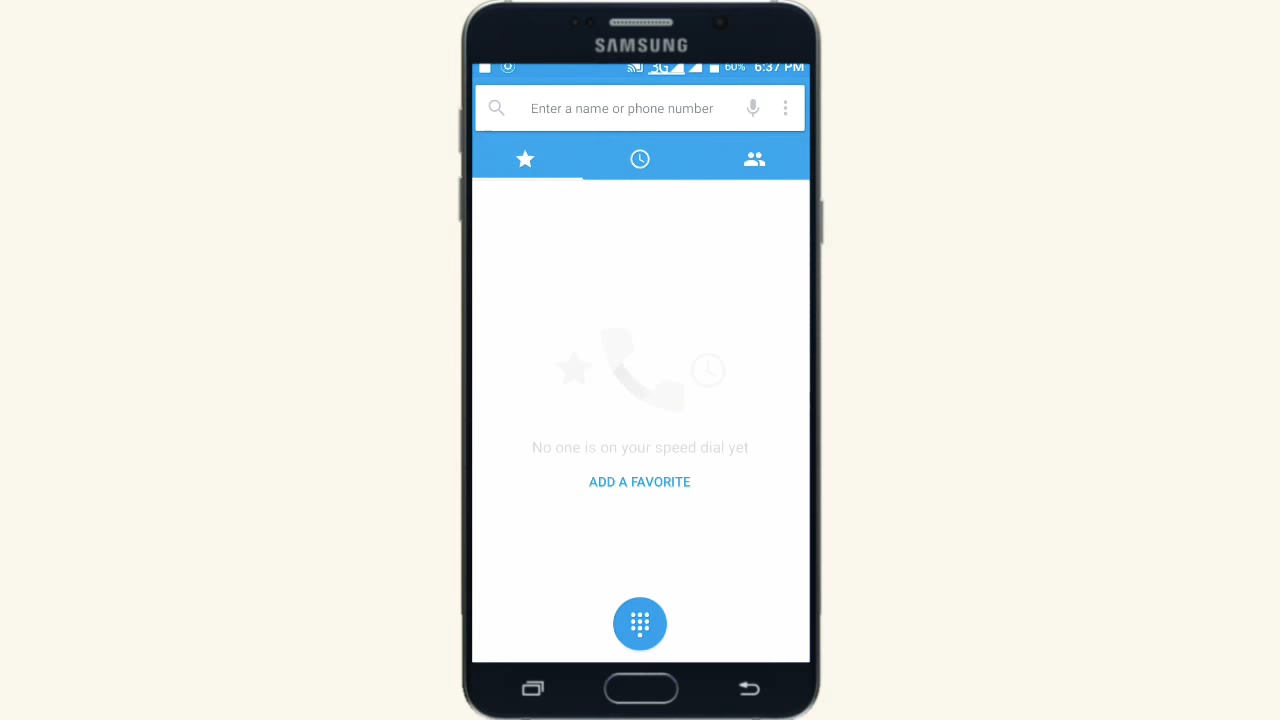 SAMSUNG
3G 60% 6:37 PM
Enter a name or phone number
No one is on your speed dial yet
ADD A FAVORITE